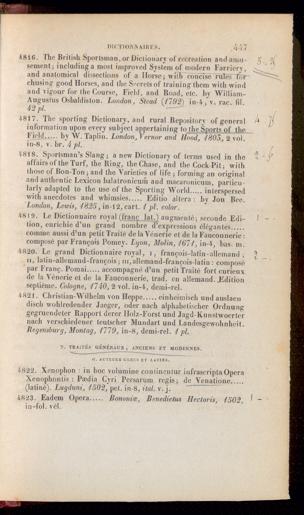 DICTIONNAIRES. 447
4816. The British Sportsman, or Dictionary of recreation and amu-
sement; including a most improved System of modern Farriery,
and anatomical dissections of a Horse; with concise rules for
chusing good Horses, and the Secrets of training them with wind
and vigour for the Course, Field, and Road, etc. by William-
Augustus Osbaldiston. London, Stead (1792) in-4, v. rac. fil.
42 pl.
4817. The sporting Dictionary, and rural Repository of general
information upon every subject appertaining to the Sports of the
Field..... by W. Taplin. London, Vernor and Hood, 1803, 2 vol.
in-8, v. br. 4 pl.
4818. Sportsman's Slang; a new Dictionary of terms used in the
affairs of the Turf, the Ring, the Chase, and the Cock-Pit; with
those of Bon-Ton, and the Varieties of life; forming an original
and authentic Lexicon balatronicum and macaronicum, particu-
larly adapted to the use of the Sporting World..... interspersed
with anecdotes and whimsies..... Editio altera: by Jon Bee.
London, Lewis, 1825, in-12, cart. 1 pl. color.
4819. Le Dictionnaire royal (franç. lat.) augmenté; seconde Edi-
tion, enrichie d'un grand nombre d'expressions élégantes.....
comme aussi d'un petit Traité de la Vénerie et de la Fauconnerie:
composé par François Pomey. Lyon, Molin, 1671, in-4, bas. m.
4820. Le grand Dictionnaire royal, I, françois-latin-allemand;
II, latin-allemand-françois; III, allemand-françois-latin: composé
par Franç. Pomai..... accompagné d'un petit Traité fort curieux
de la Vénerie et de la Fauconnerie, trad. en allemand. Edition
septième. Cologne, 1740, 2 vol. in-4, demi-rel.
4821. Christian-Wilhelm von Heppe..... einheimisch und auslaen
disch wohlredender Jaeger, oder nach alphabetischer Ordnung
gegruendeter Rapport derer Holz-Forst und Jagd-Kunstwoerter
nach verschiedener teutscher Mundart und Landesgewohnheit.
Regensburg, Montag, 1779, in-8, demi-rel. 1 pl.
7. TRAITÉS GÉNÉRAUX; ANCIENS ET MODERNES.
AUTEURS GRECS ET LATINS.
4822. Xenophon: in hoc volumine continentur infrascripta Opera
Xenophontis: Pædia Cyri Persarum regis; de Venatione.....
(latinè). Lugduni, 1502, pet. in-8, ital. v. j.
4823. Eadem Opera..... Bononiæ, Benedictus Hectoris, 1502,
in-fol. vél.